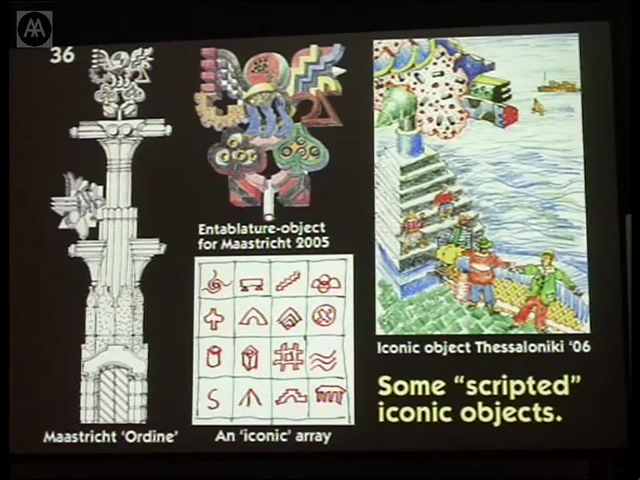 AA
36
Entablature-object
for Maastricht 2005
Iconic object Thessaloniki '06
Maastricht 'Ordine'
An 'iconic' array
Some "scripted"
iconic objects.